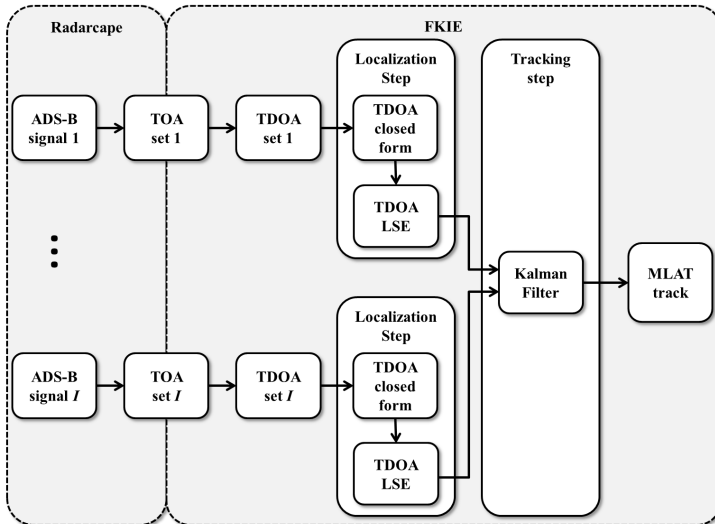 Radarcape
FKIE
Localization
Step
Tracking
step
ADS-B
signal 1
TOA
set 1
TDOA
set 1
TDOA
closed
form
TDOA
LSE
Kalman
Filter
MLAT
track
Localization
Step
ADS-B
signal I
TOA
set I
TDOA
set I
TDOA
closed
form
TDOA
LSE